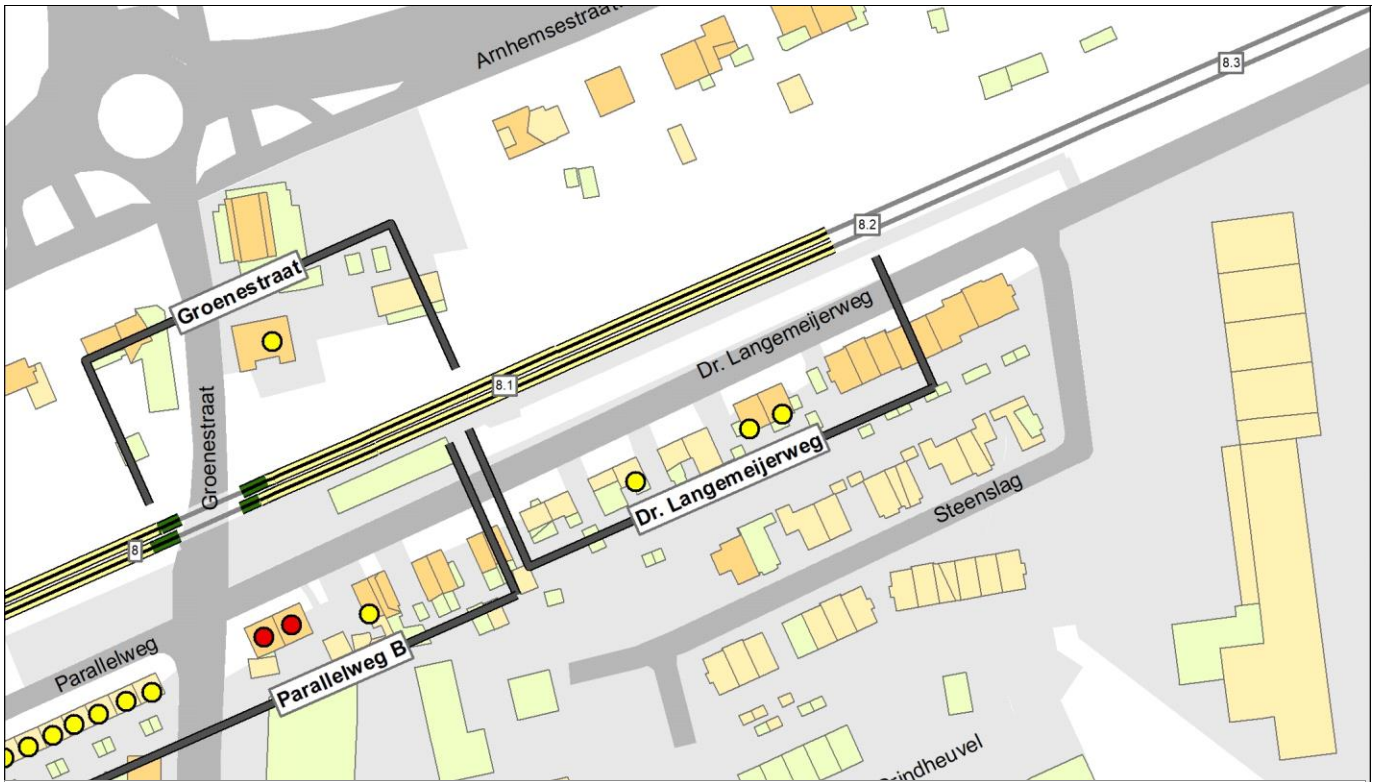 Arnhemsestraat
8.3
8.2
Groenestraat
Dr. Langemeijerweg
8.1
Groenestraat
Dr. Langemeijerweg
Steenslag
8
Parallelweg
Parallelweg B